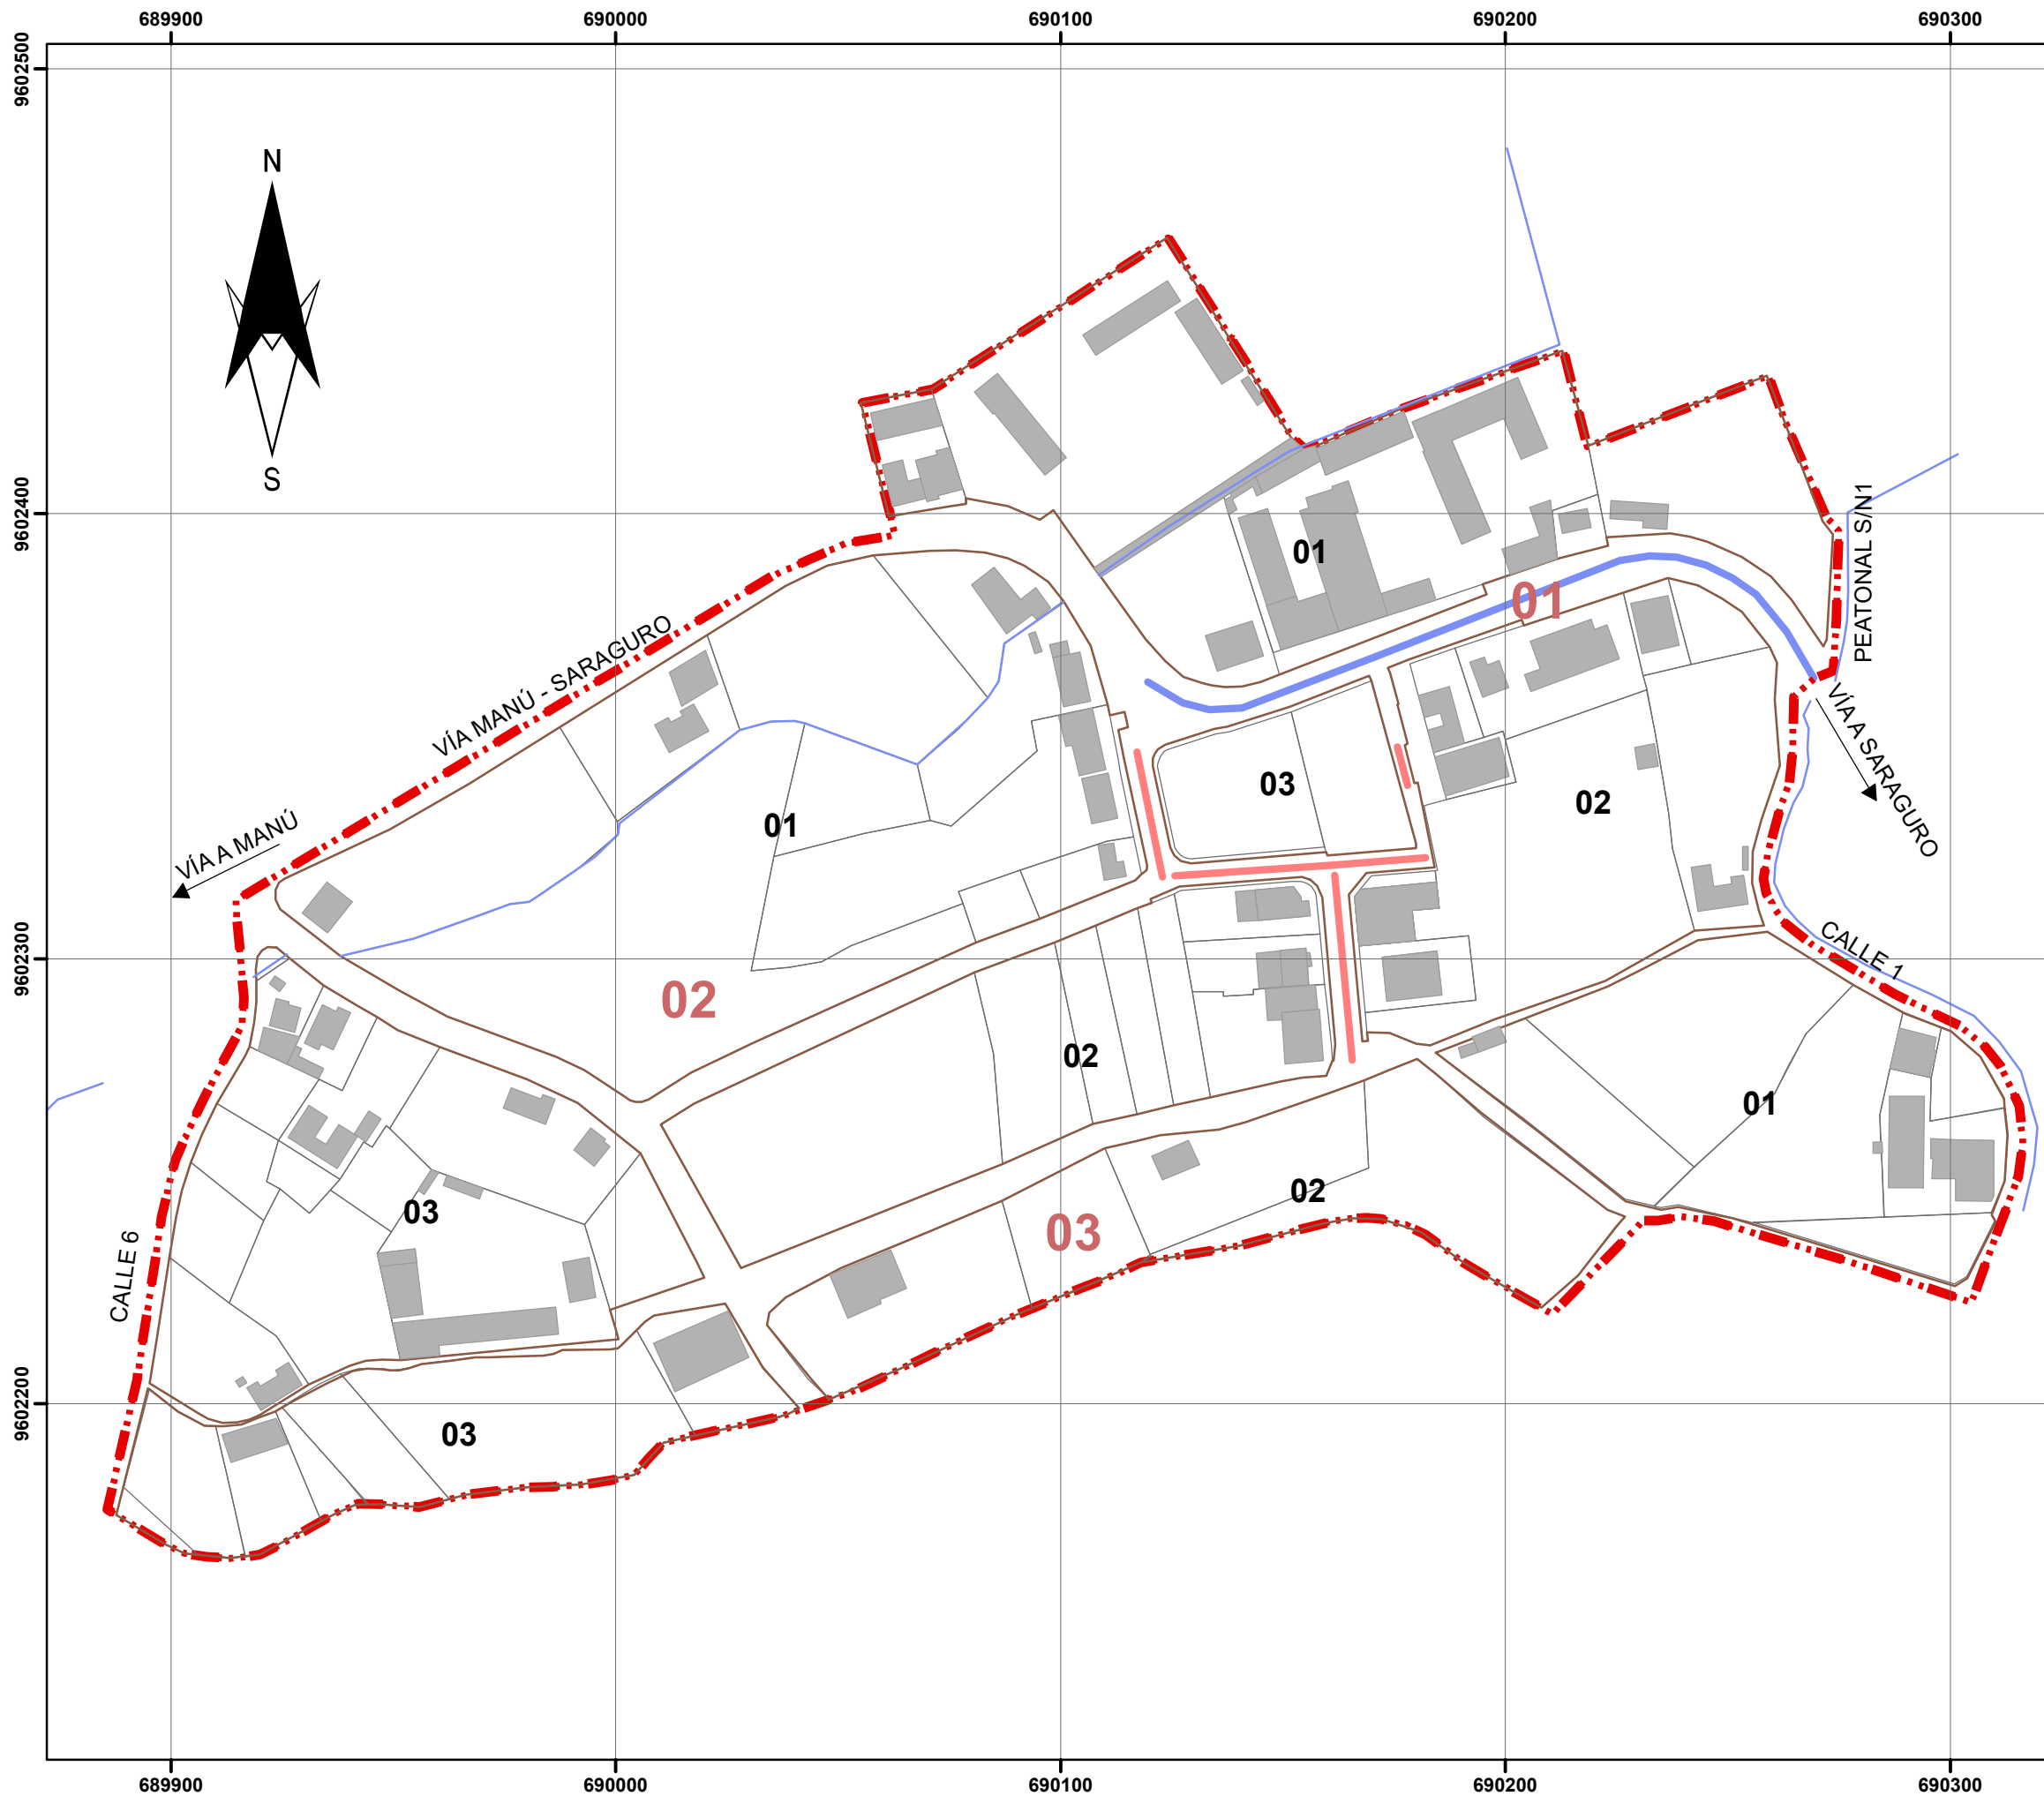 689900 690000 690100 690200 690300
9602500
N
S
9602400
PEATONAL S/N1
01
01
VÍA MANÚ - SARAGURO
VÍA A SARAGURO
03
02
01
VÍA A MANÚ
CALLE 1
9602300
02
02
01
02
03
03
CALLE 6
9602200
03
689900 690000 690100 690200 690300